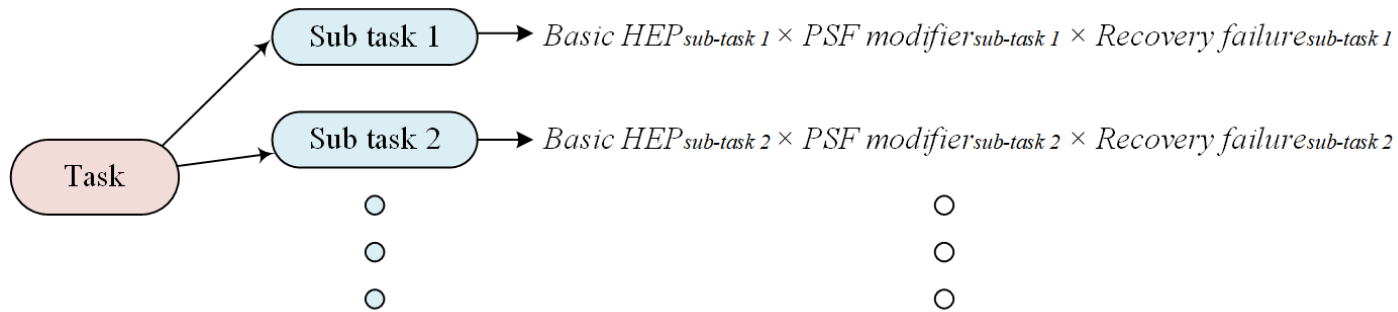 Sub task 1
Basic HEPsub-task 1 × PSF modifiersub-task 1 × Recovery failuresub-task 1
Sub task 2
Basic HEPsub-task 2 × PSF modifiersub-task 2 × Recovery failuresub-task 2
Task